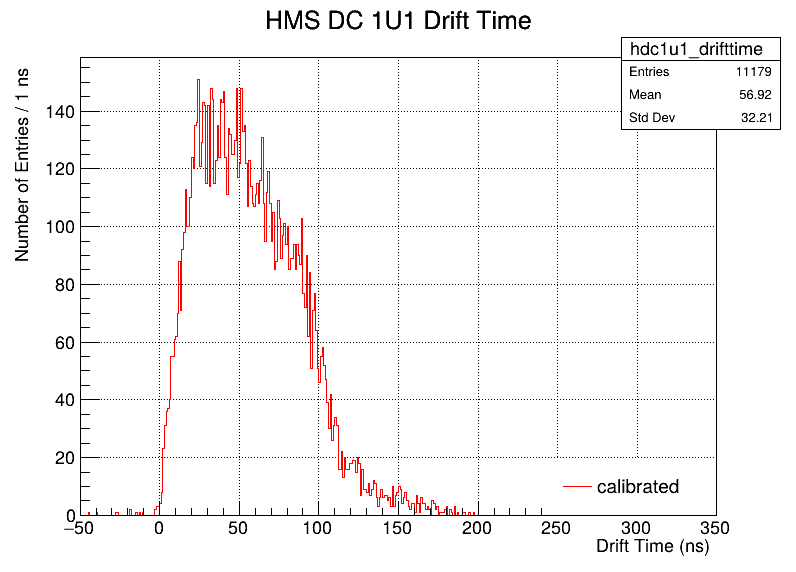 HMS DC 1U1 Drift Time
hdc1u1_drifttime
Entries 11179
Mean 56.92
Std Dev 32.21
Number of Entries / 1 ns
140
120
100
80
60
40
20
0
calibrated
−50 0 50 100 150 200 250 300 350
Drift Time (ns)